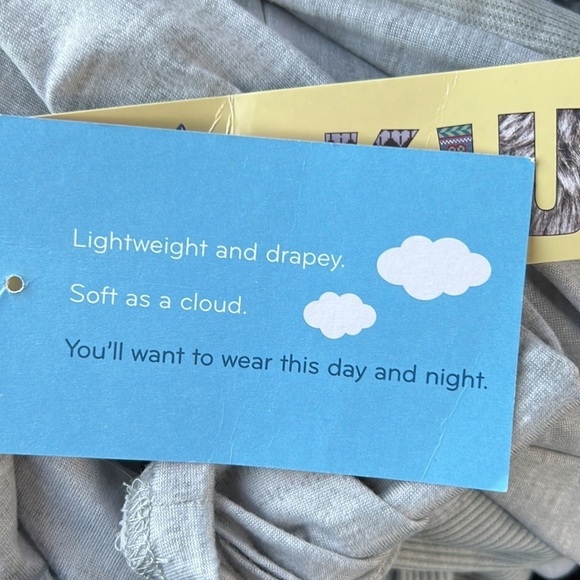 Lightweight and drapey.
Soft as a cloud.
You'll want to wear this day and night.